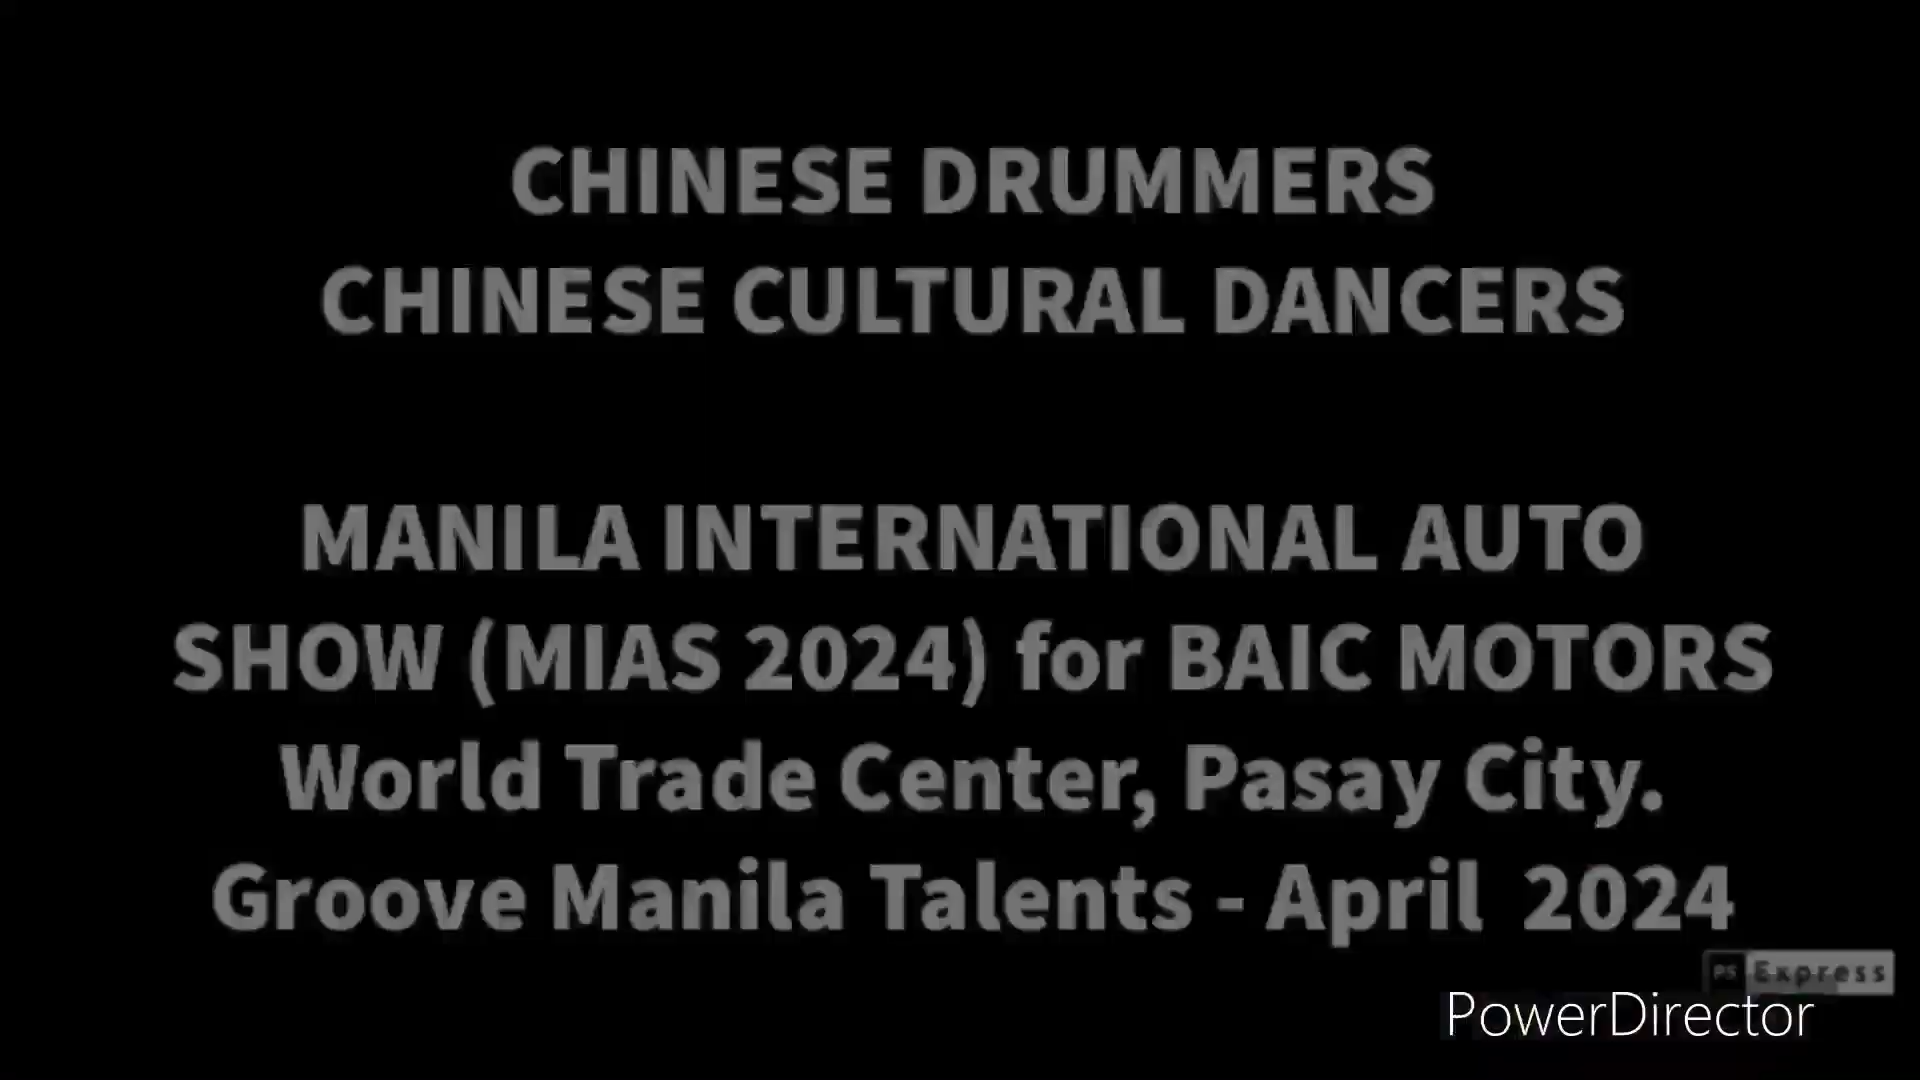 CHINESE DRUMMERS
CHINESE CULTURAL DANCERS
MANILA INTERNATIONAL AUTO
SHOW (MIAS 2024) for BAIC MOTORS
World Trade Center, Pasay City.
Groove Manila Talents - April 2024
PS Express
PowerDirector